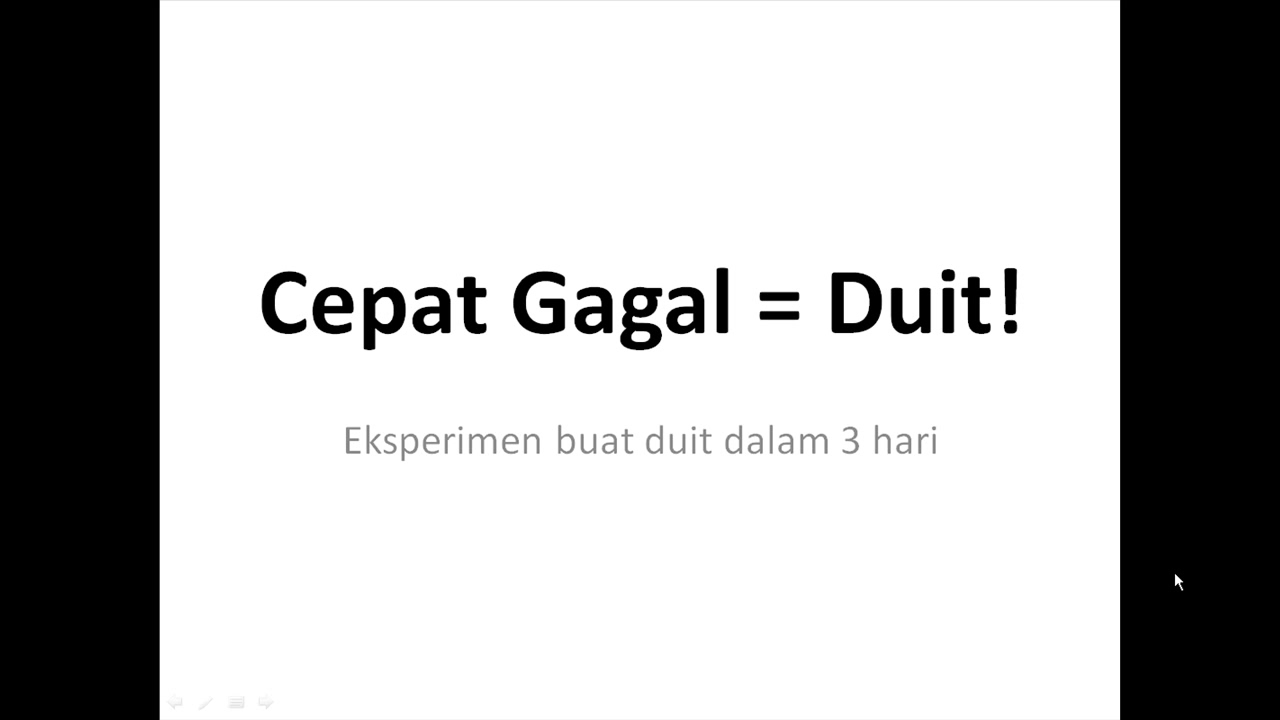 Cepat Gagal = Duit!
Eksperimen buat duit dalam 3 hari